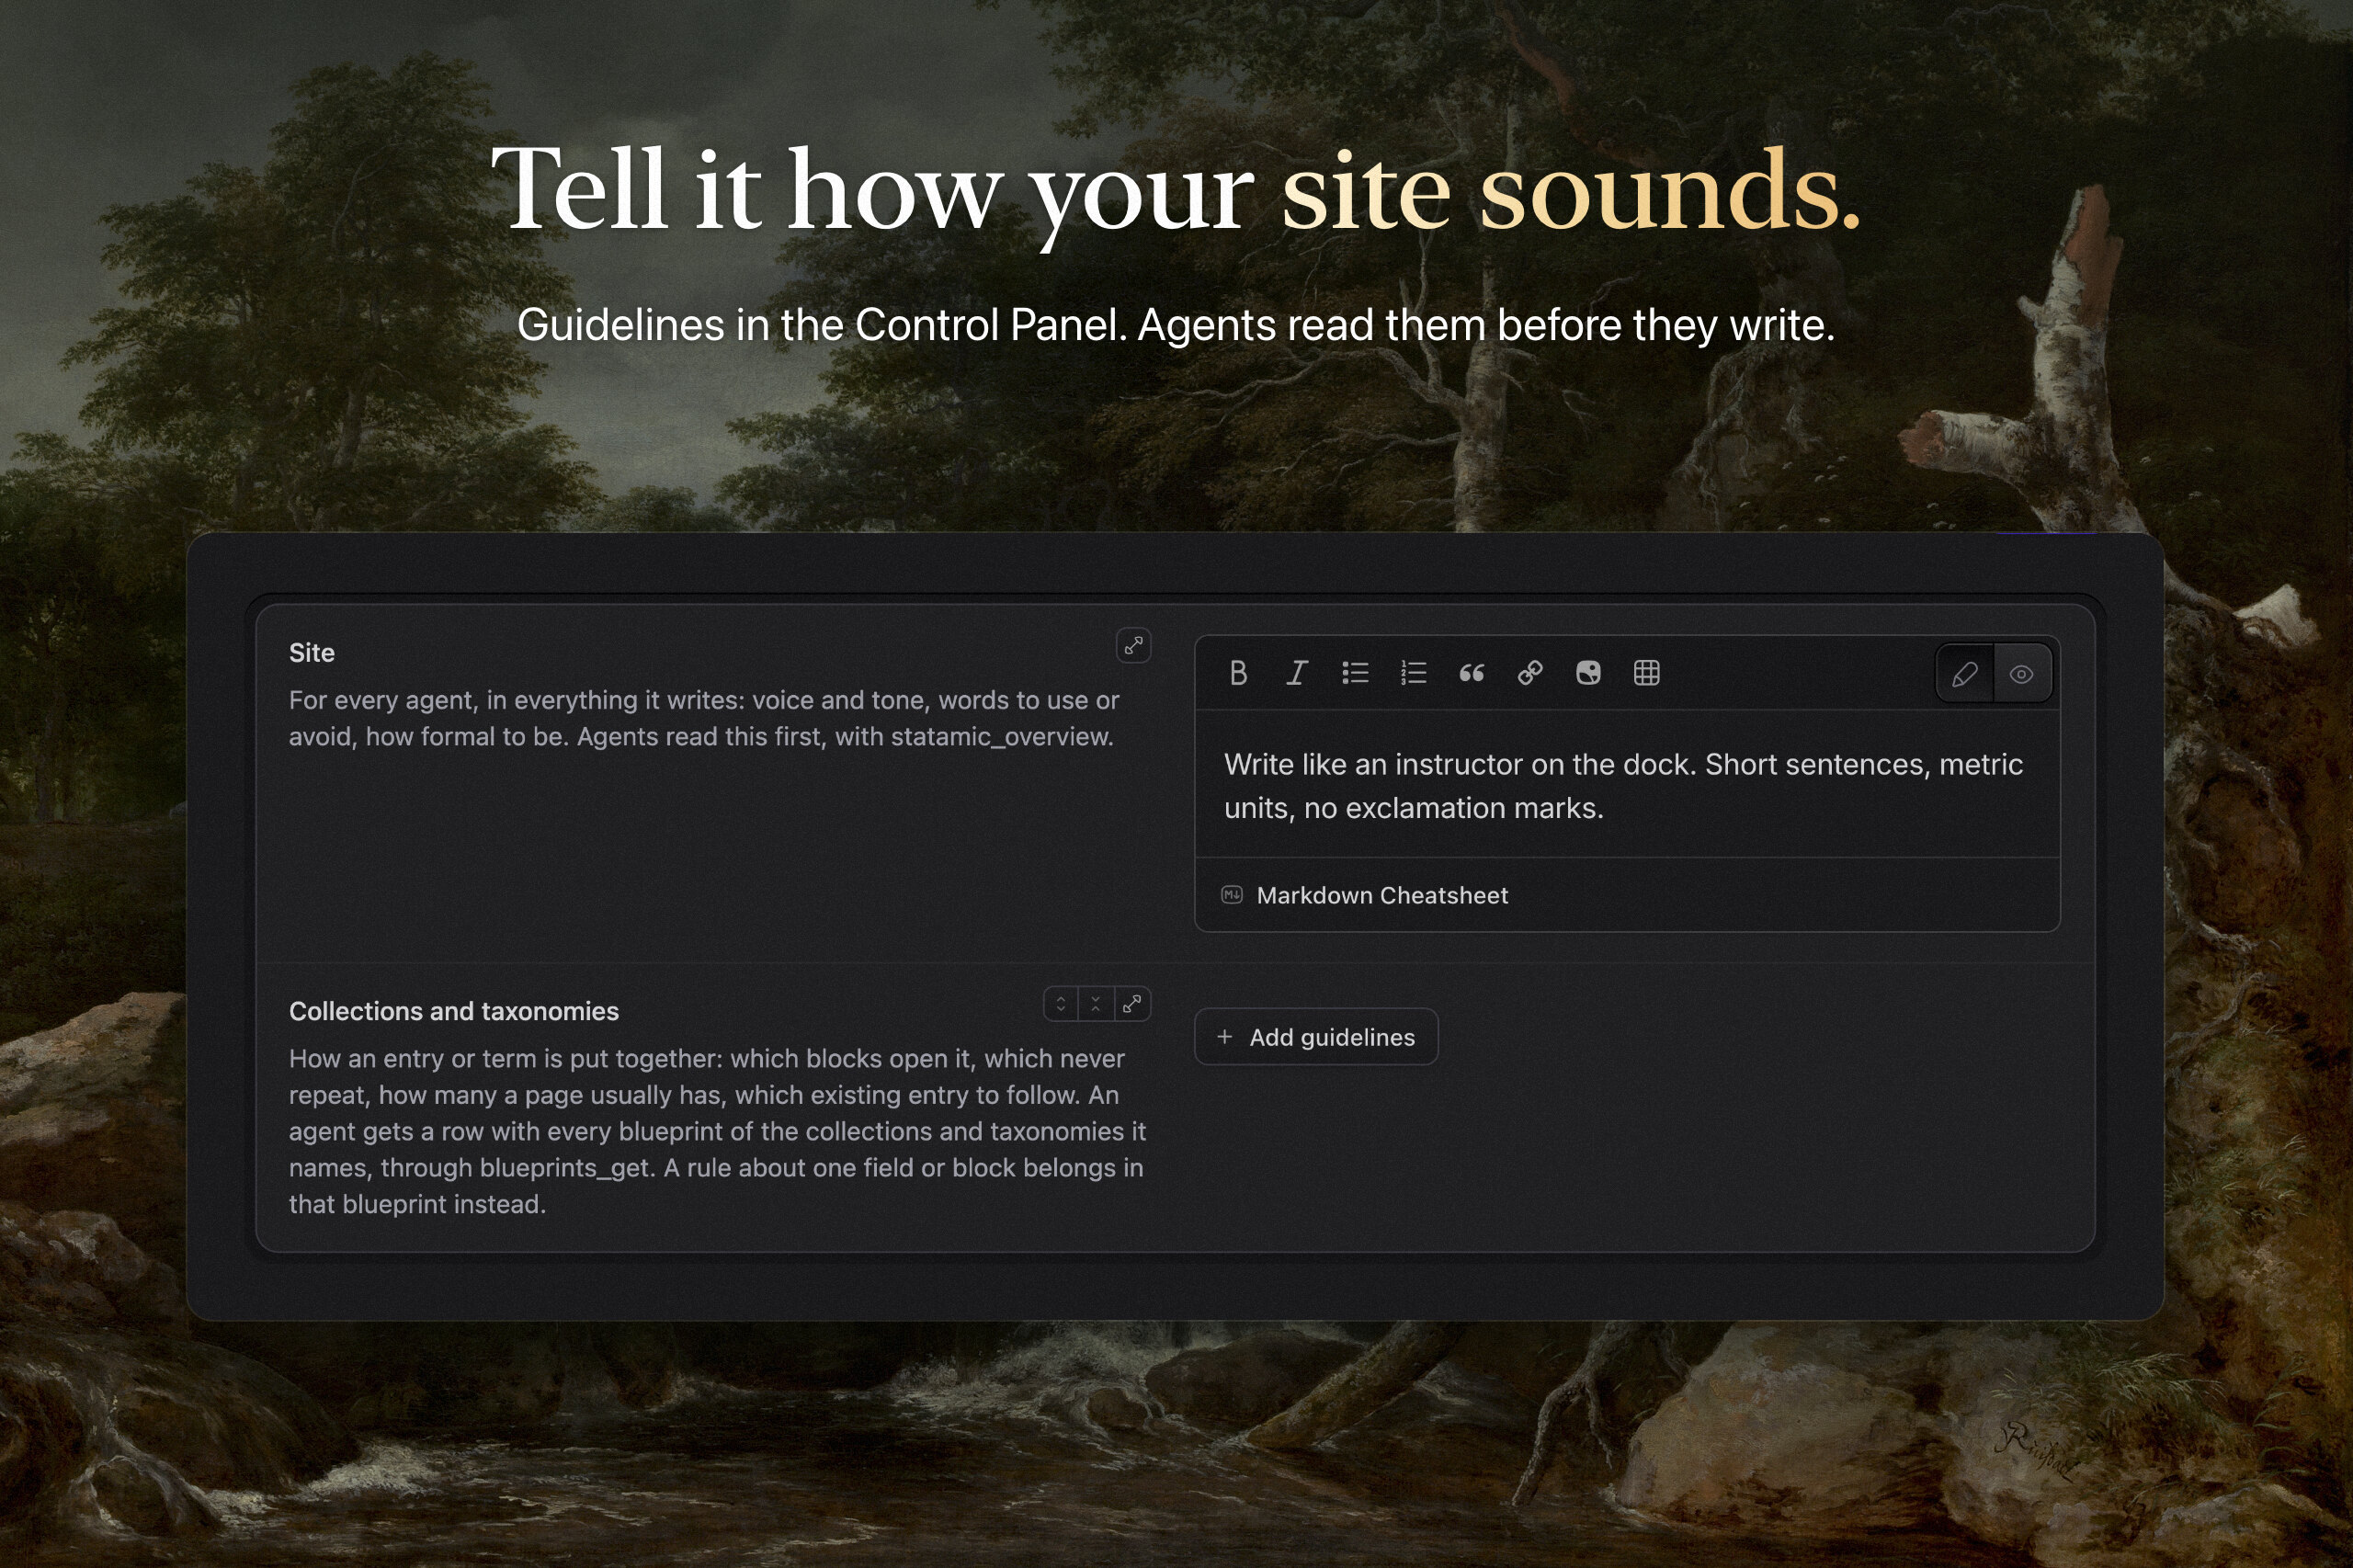 Tell it how your site sounds.
Guidelines in the Control Panel. Agents read them before they write.
Site
For every agent, in everything it writes: voice and tone, words to use or
avoid, how formal to be. Agents read this first, with statamic_overview.
Write like an instructor on the dock. Short sentences, metric
units, no exclamation marks.
Markdown Cheatsheet
Collections and taxonomies
How an entry or term is put together: which blocks open it, which never
repeat, how many a page usually has, which existing entry to follow. An
agent gets a row with every blueprint of the collections and taxonomies it
names, through blueprints_get. A rule about one field or block belongs in
that blueprint instead.
Add guidelines